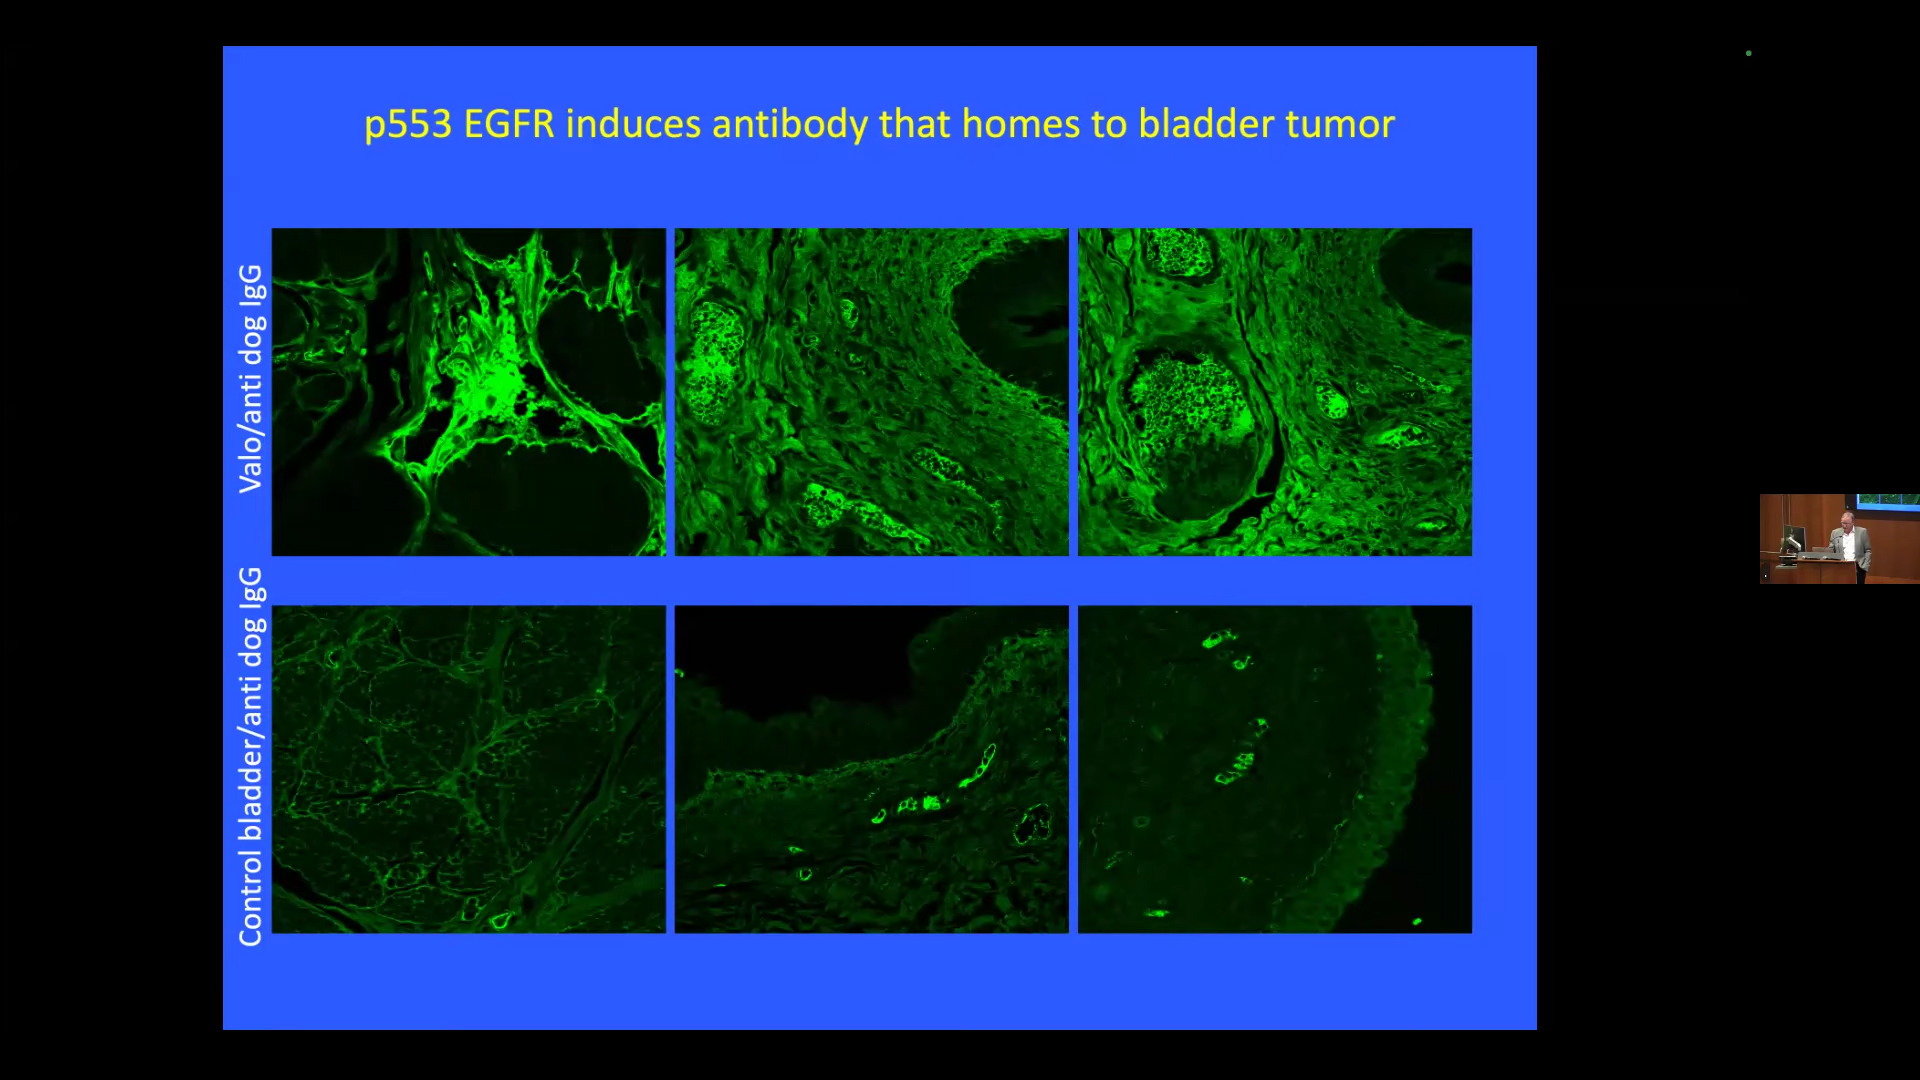 p553 EGFR induces antibody that homes to bladder tumor
Valo/anti dog IgG
Control bladder/anti dog IgG